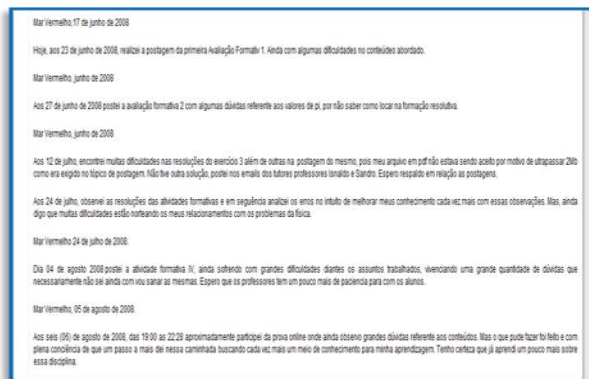 Mar Vermelho,17 de junho de 2008
Hoje, aos 23 de junho de 2008, realizei a postagem da primeira Avaliação Formativ 1. Ainda com algumas dificuldades no conteúdeo abordado.
Mar Vermelho, junho de 2008
Aos 27 de junho de 2008 postei a avaliação formativa 2 com algumas dúvidas referente aos valores de pi, por não saber como locar na formação resolutiva.
Mar Vermelho, junho de 2008
Aos 12 de julho, encontrei muitas dificuldades nas resoluções do exercício 3 além de outras na postagem do mesmo, pois meu arquivo em pdf não estava sendo aceito por motivo de utrapassar 2Mb
como era exigido no tópico de postagem. Não tive outra solução, postei nos emails dos tutores professores Isnaldo e Sandro. Espero respaldo em relação as postagens.
Aos 24 de julho, observei as resoluções das atividades formativas e em seguência analizei os erros no intuito de melhorar meu conhecimento cada vez mais com essas observações. Mas, ainda
digo que muitas dificuldades estão norteando os meus relacionamentos com os problemas da física.
Mar Vermelho 24 de julho de 2008.
Dia 04 de agosto 2008 postei a atividade formativa IV, ainda sofrendo com grandes dificuldades diantes os assuntos trabalhados, vivenciando uma grande quantidade de dúvidas que
necessariamente não sei ainda com vou sanar as mesmas. Espero que os professores tem um pouco mais de paciencia para com os alunos.
Mar Vermelho, 05 de agosto de 2008.
Aos seis (06) de agosto de 2008, das 19:00 as 22:28 aproximadamente participei da prova online onde ainda observo grandes dúvidas referente aos conteúdos. Mas o que pude fazer foi feito e com
plena conciência de que um passo a mais dei nessa caminhada buscando cada vez mais um meio de conhecimento para minha aprendizagem. Tenho certeza que já aprendi um pouco mais sobre
essa disciplina.